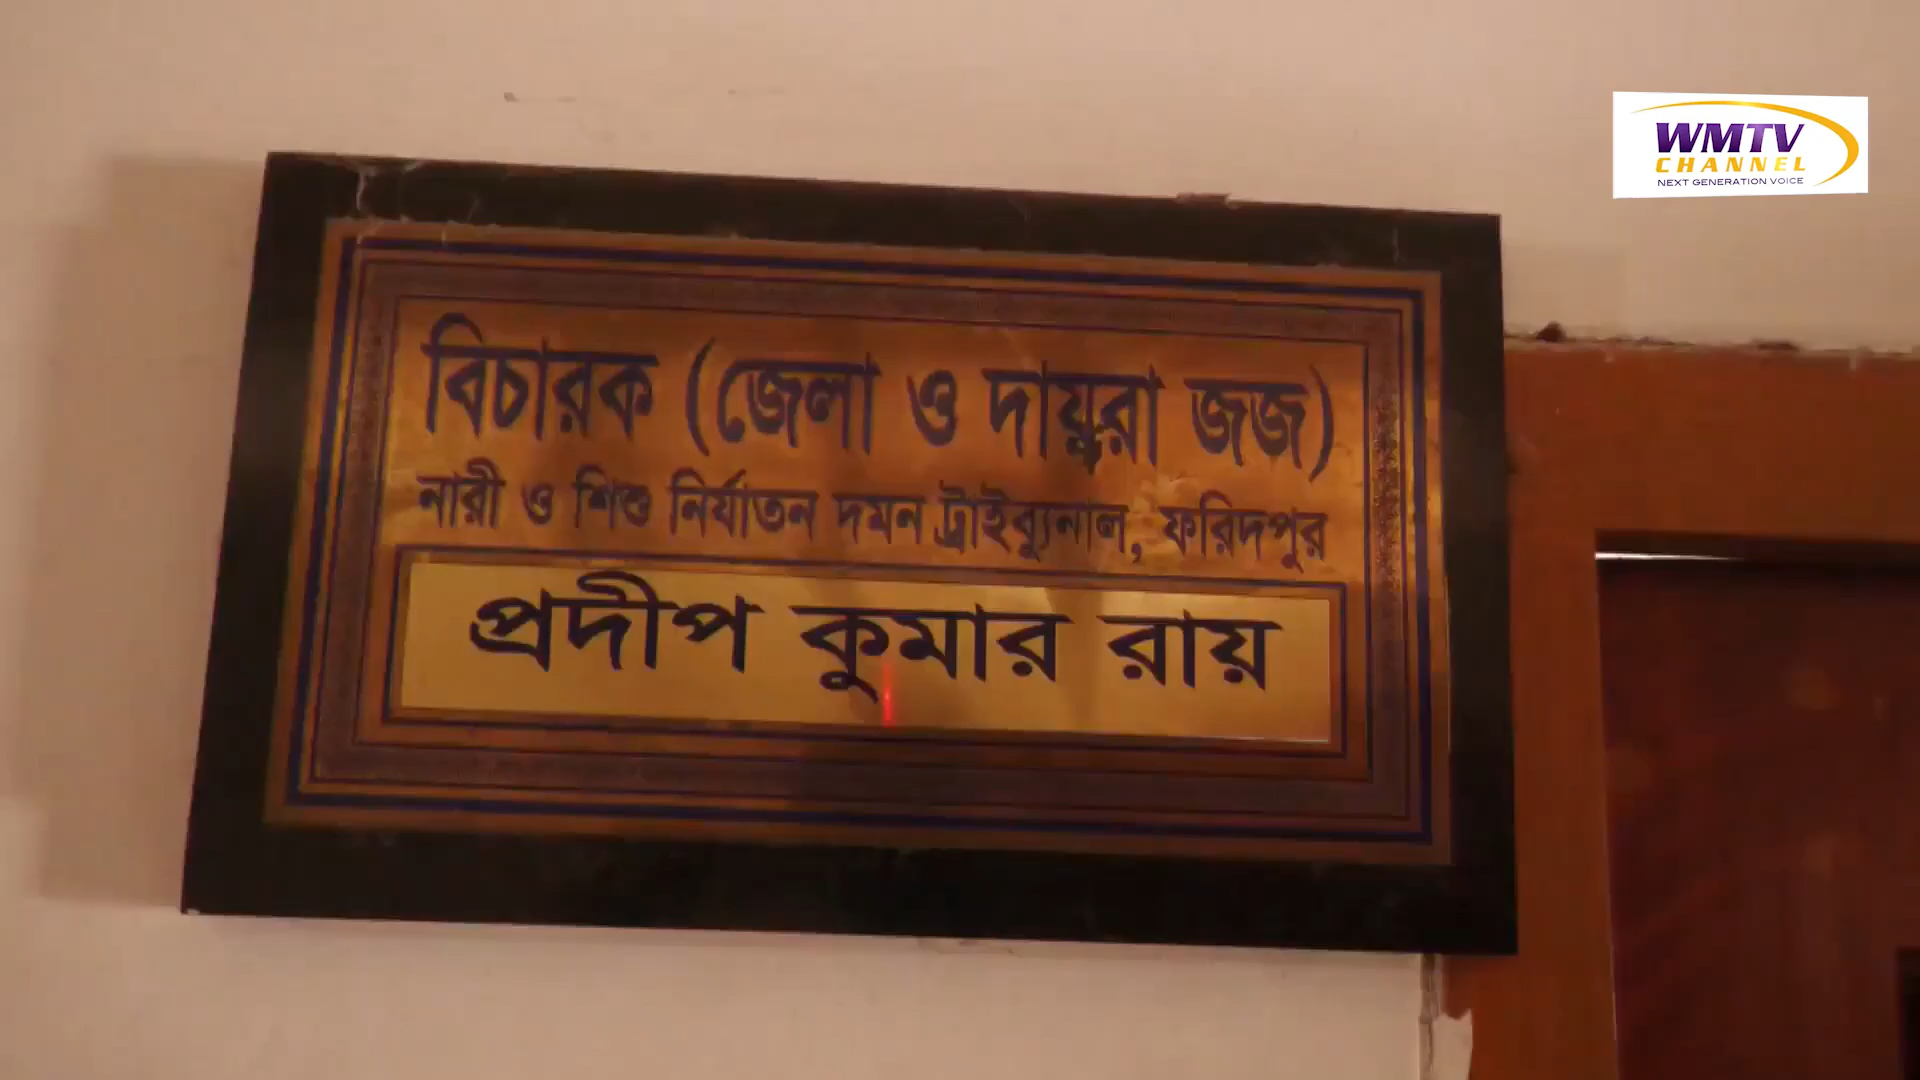 WMTV
CHANNEL
NEXT GENERATION VOICE
বিচারক (জেলা ও দায়রা জজ)
নারী ও শিশু নির্যাতন দমন ট্রাইব্যুনাল, ফরিদপুর
প্রদীপ কুমার রায়